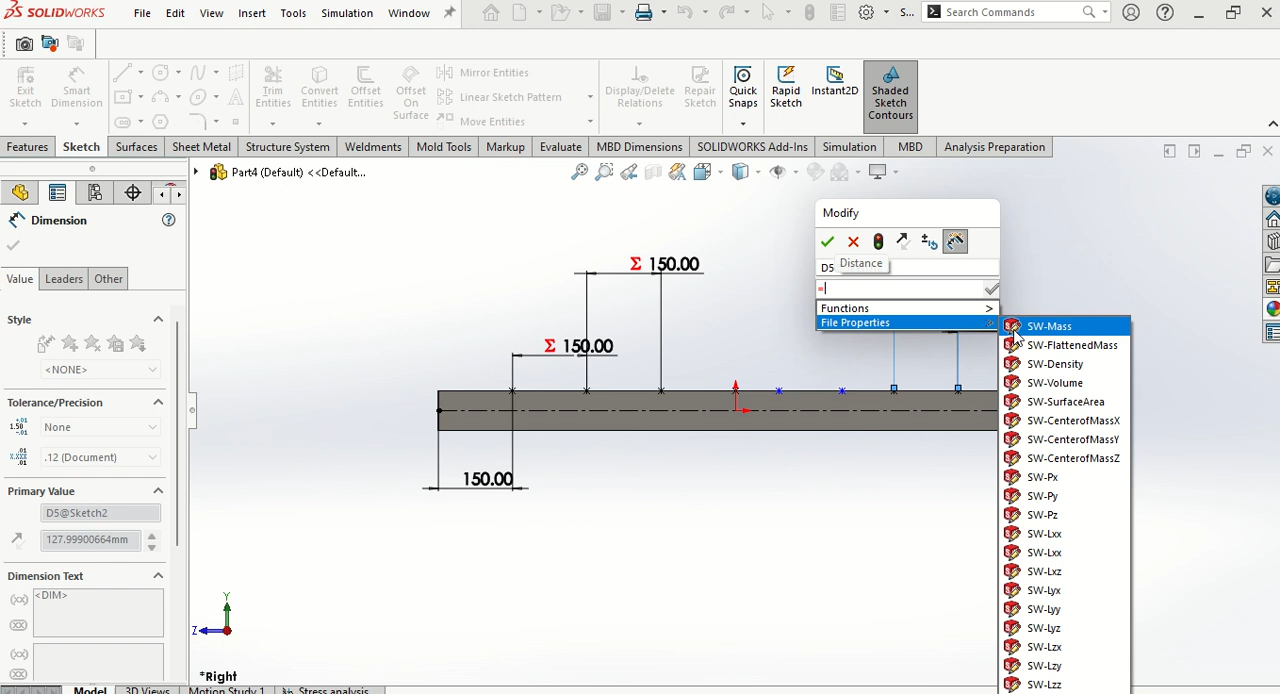 SOLIDWORKS File Edit View Insert Tools Simulation Window S... Search Commands
Exit Sketch
Smart Dimension
Trim Entities
Convert Entities
Offset Entities
Offset On Surface
Mirror Entities
Linear Sketch Pattern
Move Entities
Display/Delete Relations
Repair Sketch
Quick Snaps
Rapid Sketch
Instant2D
Shaded Sketch Contours
Features Sketch Surfaces Sheet Metal Structure System Weldments Mold Tools Markup Evaluate MBD Dimensions SOLIDWORKS Add-Ins Simulation MBD Analysis Preparation
Part4 (Default) <<Default...
Dimension
Value Leaders Other
Style
<NONE>
Tolerance/Precision
None
.12 (Document)
Primary Value
D5@Sketch2
127.99900664mm
Dimension Text
<DIM>
Σ 150.00
Σ 150.00
150.00
Modify
D5
Distance
=
Functions >
File Properties
SW-Mass
SW-FlattenedMass
SW-Density
SW-Volume
SW-SurfaceArea
SW-CenterofMassX
SW-CenterofMassY
SW-CenterofMassZ
SW-Px
SW-Py
SW-Pz
SW-Lxx
SW-Lxx
SW-Lxz
SW-Lyx
SW-Lyy
SW-Lyz
SW-Lzx
SW-Lzy
SW-Lzz
Y
Z
*Right
Model 3D Views Motion Study 1 Stress analysis